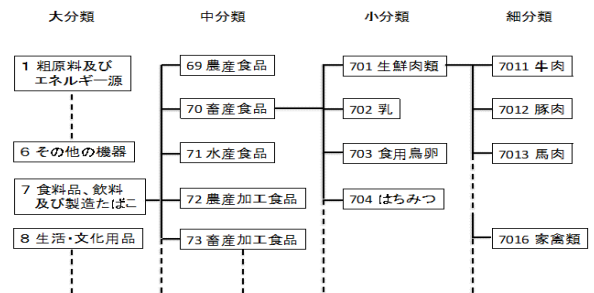 大分類 中分類 小分類 細分類
1 粗原料及び
エネルギー源
6 その他の機器
7 食料品、飲料
及び製造たばこ
8 生活・文化用品
69 農産食品
70 畜産食品
71 水産食品
72 農産加工食品
73 畜産加工食品
701 生鮮肉類
702 乳
703 食用鳥卵
704 はちみつ
7011 牛肉
7012 豚肉
7013 馬肉
7016 家禽類